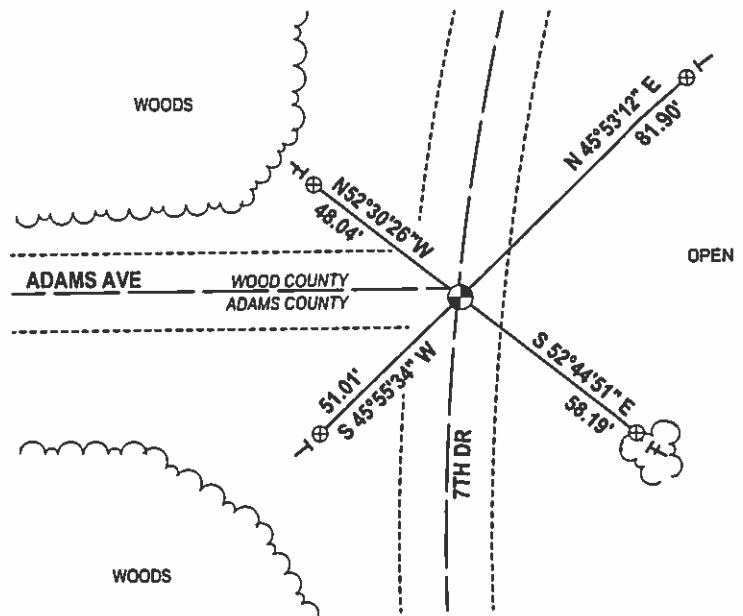 WOODS
N 45°53'12" E
81.90'
N52°30'26"W
48.04'
OPEN
ADAMS AVE
WOOD COUNTY
ADAMS COUNTY
51.01'
S 45°55'34" W
S 52°44'51" E
58.19'
7TH DR
WOODS